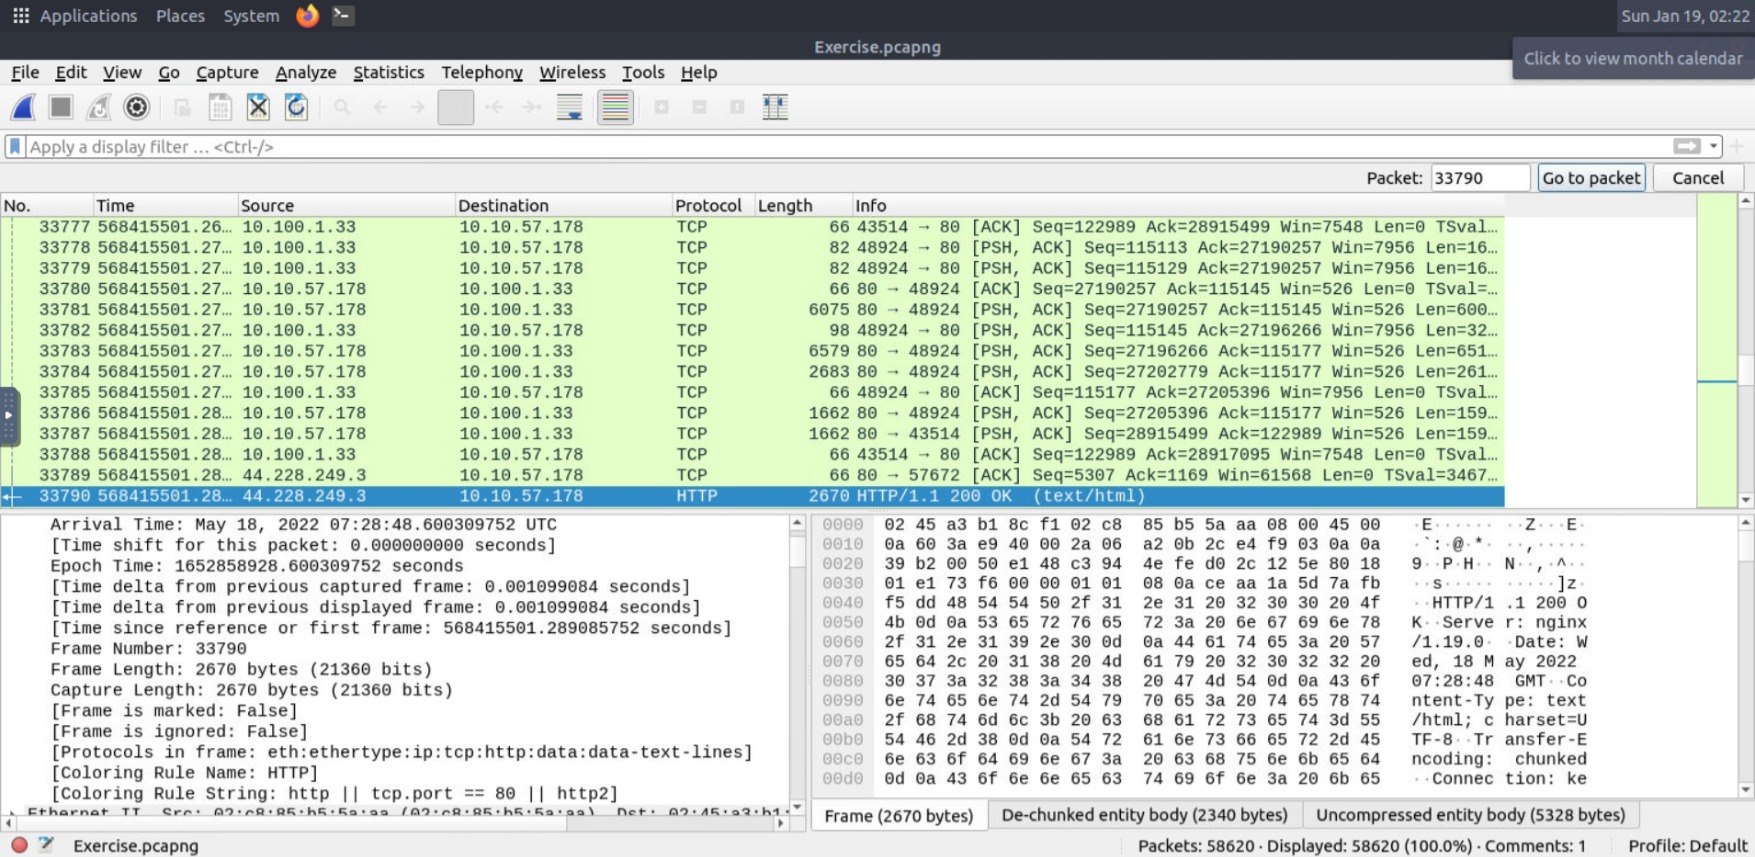 Applications Places System Sun Jan 19, 02:22
Exercise.pcapng
Click to view month calendar
File Edit View Go Capture Analyze Statistics Telephony Wireless Tools Help
Apply a display filter … <Ctrl-/>
Packet: 33790 Go to packet Cancel
No. Time Source Destination Protocol Length Info
33777 568415501.26… 10.100.1.33 10.10.57.178 TCP 66 43514 → 80 [ACK] Seq=122989 Ack=28915499 Win=7548 Len=0 TSval…
33778 568415501.27… 10.100.1.33 10.10.57.178 TCP 82 48924 → 80 [PSH, ACK] Seq=115113 Ack=27190257 Win=7956 Len=16…
33779 568415501.27… 10.100.1.33 10.10.57.178 TCP 82 48924 → 80 [PSH, ACK] Seq=115129 Ack=27190257 Win=7956 Len=16…
33780 568415501.27… 10.10.57.178 10.100.1.33 TCP 66 80 → 48924 [ACK] Seq=27190257 Ack=115145 Win=526 Len=0 TSval=…
33781 568415501.27… 10.10.57.178 10.100.1.33 TCP 6075 80 → 48924 [PSH, ACK] Seq=27190257 Ack=115145 Win=526 Len=600…
33782 568415501.27… 10.100.1.33 10.10.57.178 TCP 98 48924 → 80 [PSH, ACK] Seq=115145 Ack=27196266 Win=7956 Len=32…
33783 568415501.27… 10.10.57.178 10.100.1.33 TCP 6579 80 → 48924 [PSH, ACK] Seq=27196266 Ack=115177 Win=526 Len=651…
33784 568415501.27… 10.10.57.178 10.100.1.33 TCP 2683 80 → 48924 [PSH, ACK] Seq=27202779 Ack=115177 Win=526 Len=261…
33785 568415501.27… 10.100.1.33 10.10.57.178 TCP 66 48924 → 80 [ACK] Seq=115177 Ack=27205396 Win=7956 Len=0 TSval…
33786 568415501.28… 10.10.57.178 10.100.1.33 TCP 1662 80 → 48924 [PSH, ACK] Seq=27205396 Ack=115177 Win=526 Len=159…
33787 568415501.28… 10.10.57.178 10.100.1.33 TCP 1662 80 → 43514 [PSH, ACK] Seq=28915499 Ack=122989 Win=526 Len=159…
33788 568415501.28… 10.100.1.33 10.10.57.178 TCP 66 43514 → 80 [ACK] Seq=122989 Ack=28917095 Win=7548 Len=0 TSval…
33789 568415501.28… 44.228.249.3 10.10.57.178 TCP 66 80 → 57672 [ACK] Seq=5307 Ack=1169 Win=61568 Len=0 TSval=3467…
33790 568415501.28… 44.228.249.3 10.10.57.178 HTTP 2670 HTTP/1.1 200 OK (text/html)
Arrival Time: May 18, 2022 07:28:48.600309752 UTC
[Time shift for this packet: 0.000000000 seconds]
Epoch Time: 1652858928.600309752 seconds
[Time delta from previous captured frame: 0.001099084 seconds]
[Time delta from previous displayed frame: 0.001099084 seconds]
[Time since reference or first frame: 568415501.289085752 seconds]
Frame Number: 33790
Frame Length: 2670 bytes (21360 bits)
Capture Length: 2670 bytes (21360 bits)
[Frame is marked: False]
[Frame is ignored: False]
[Protocols in frame: eth:ethertype:ip:tcp:http:data:data-text-lines]
[Coloring Rule Name: HTTP]
[Coloring Rule String: http || tcp.port == 80 || http2]
Ethernet II, Src: 02:c8:85:b5:5a:aa (02:c8:85:b5:5a:aa), Dst: 02:45:a3:b1:
0000 02 45 a3 b1 8c f1 02 c8 85 b5 5a aa 08 00 45 00 ·E······ ··Z···E·
0010 0a 60 3a e9 40 00 2a 06 a2 0b 2c e4 f9 03 0a 0a ·`:·@·*· ··,·····
0020 39 b2 00 50 e1 48 c3 94 4e fe d0 2c 12 5e 80 18 9··P·H·· N··,·^··
0030 01 e1 73 f6 00 00 01 01 08 0a ce aa 1a 5d 7a fb ··s····· ·····]z·
0040 f5 dd 48 54 54 50 2f 31 2e 31 20 32 30 30 20 4f ··HTTP/1 .1 200 O
0050 4b 0d 0a 53 65 72 76 65 72 3a 20 6e 67 69 6e 78 K··Serve r: nginx
0060 2f 31 2e 31 39 2e 30 0d 0a 44 61 74 65 3a 20 57 /1.19.0· ·Date: W
0070 65 64 2c 20 31 38 20 4d 61 79 20 32 30 32 32 20 ed, 18 M ay 2022
0080 30 37 3a 32 38 3a 34 38 20 47 4d 54 0d 0a 43 6f 07:28:48 GMT··Co
0090 6e 74 65 6e 74 2d 54 79 70 65 3a 20 74 65 78 74 ntent-Ty pe: text
00a0 2f 68 74 6d 6c 3b 20 63 68 61 72 73 65 74 3d 55 /html; c harset=U
00b0 54 46 2d 38 0d 0a 54 72 61 6e 73 66 65 72 2d 45 TF-8··Tr ansfer-E
00c0 6e 63 6f 64 69 6e 67 3a 20 63 68 75 6e 6b 65 64 ncoding: chunked
00d0 0d 0a 43 6f 6e 6e 65 63 74 69 6f 6e 3a 20 6b 65 ··Connec tion: ke
Frame (2670 bytes) De-chunked entity body (2340 bytes) Uncompressed entity body (5328 bytes)
Exercise.pcapng Packets: 58620 · Displayed: 58620 (100.0%) · Comments: 1 Profile: Default